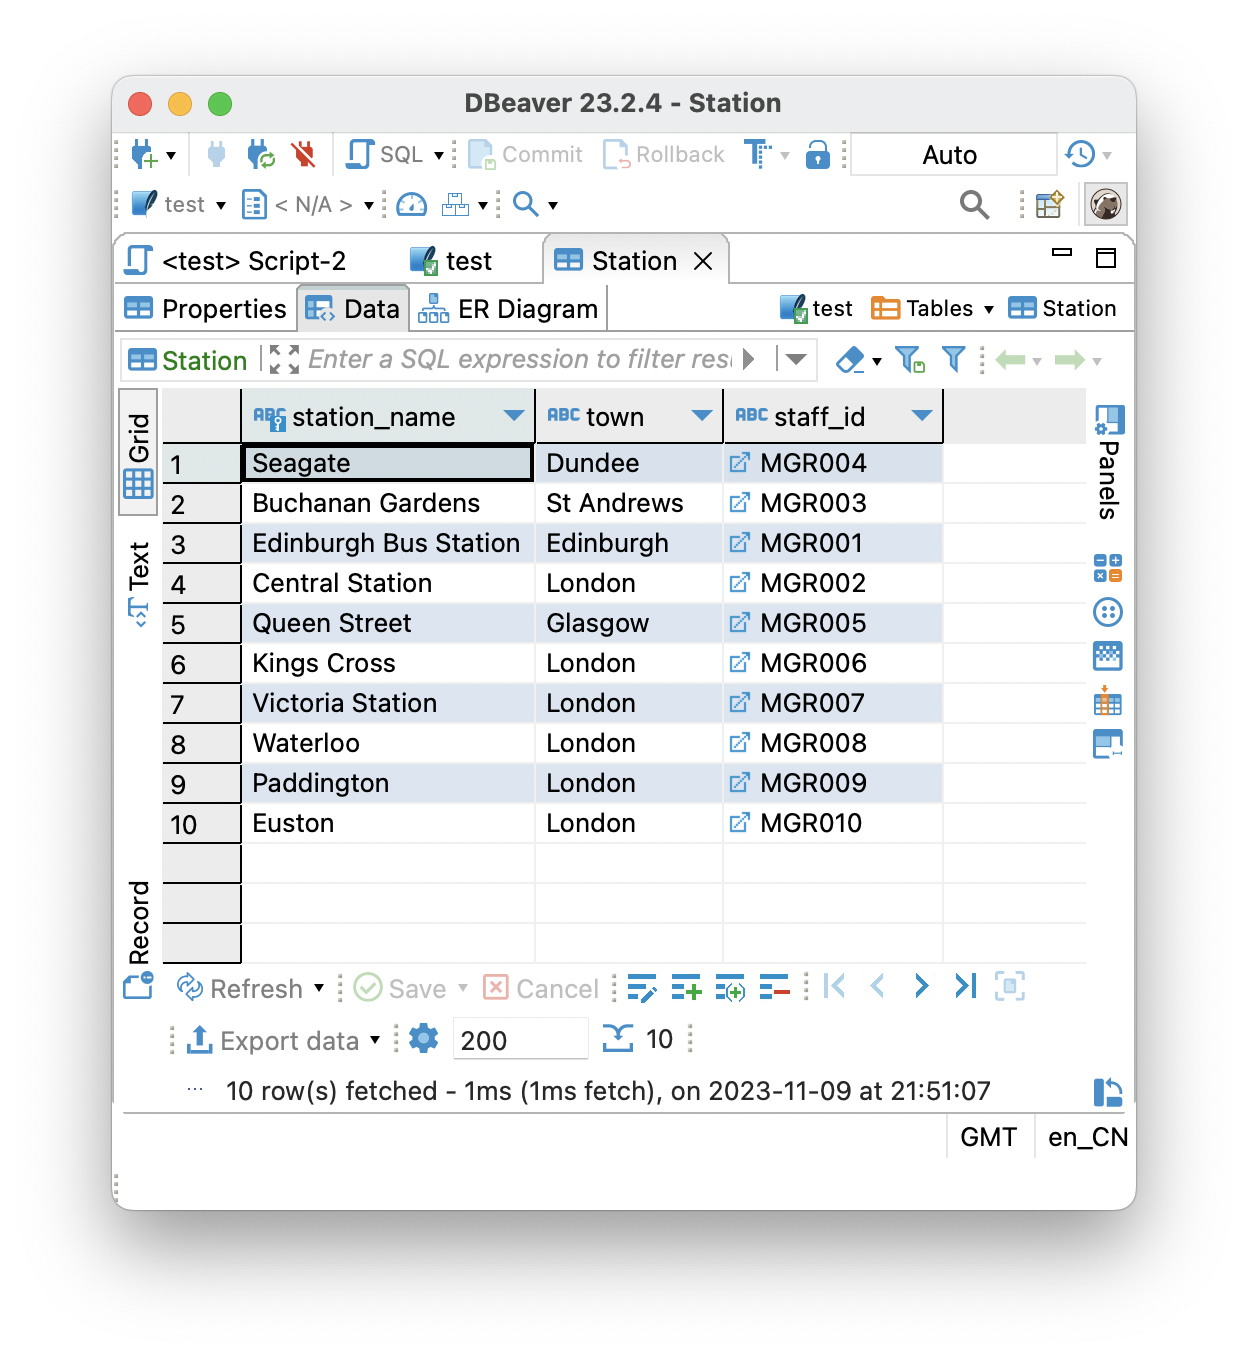 DBeaver 23.2.4 - Station
SQL Commit Rollback Auto
test < N/A >
<test> Script-2 test Station
Properties Data ER Diagram test Tables Station
Station Enter a SQL expression to filter resu
Grid
Text
Record
ABC station_name ABC town ABC staff_id
1 Seagate Dundee MGR004
2 Buchanan Gardens St Andrews MGR003
3 Edinburgh Bus Station Edinburgh MGR001
4 Central Station London MGR002
5 Queen Street Glasgow MGR005
6 Kings Cross London MGR006
7 Victoria Station London MGR007
8 Waterloo London MGR008
9 Paddington London MGR009
10 Euston London MGR010
Panels
Refresh Save Cancel
Export data 200 10
10 row(s) fetched - 1ms (1ms fetch), on 2023-11-09 at 21:51:07
GMT en_CN